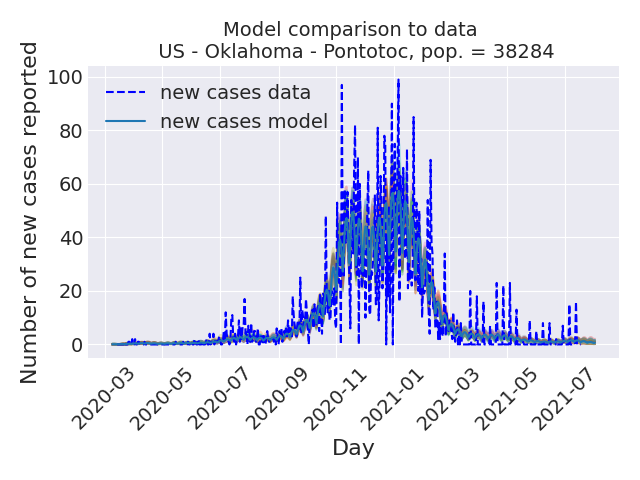 Model comparison to data
US - Oklahoma - Pontotoc, pop. = 38284
Number of new cases reported
100
80
60
40
20
0
new cases data
new cases model
2020-03
2020-05
2020-07
2020-09
2020-11
2021-01
2021-03
2021-05
2021-07
Day